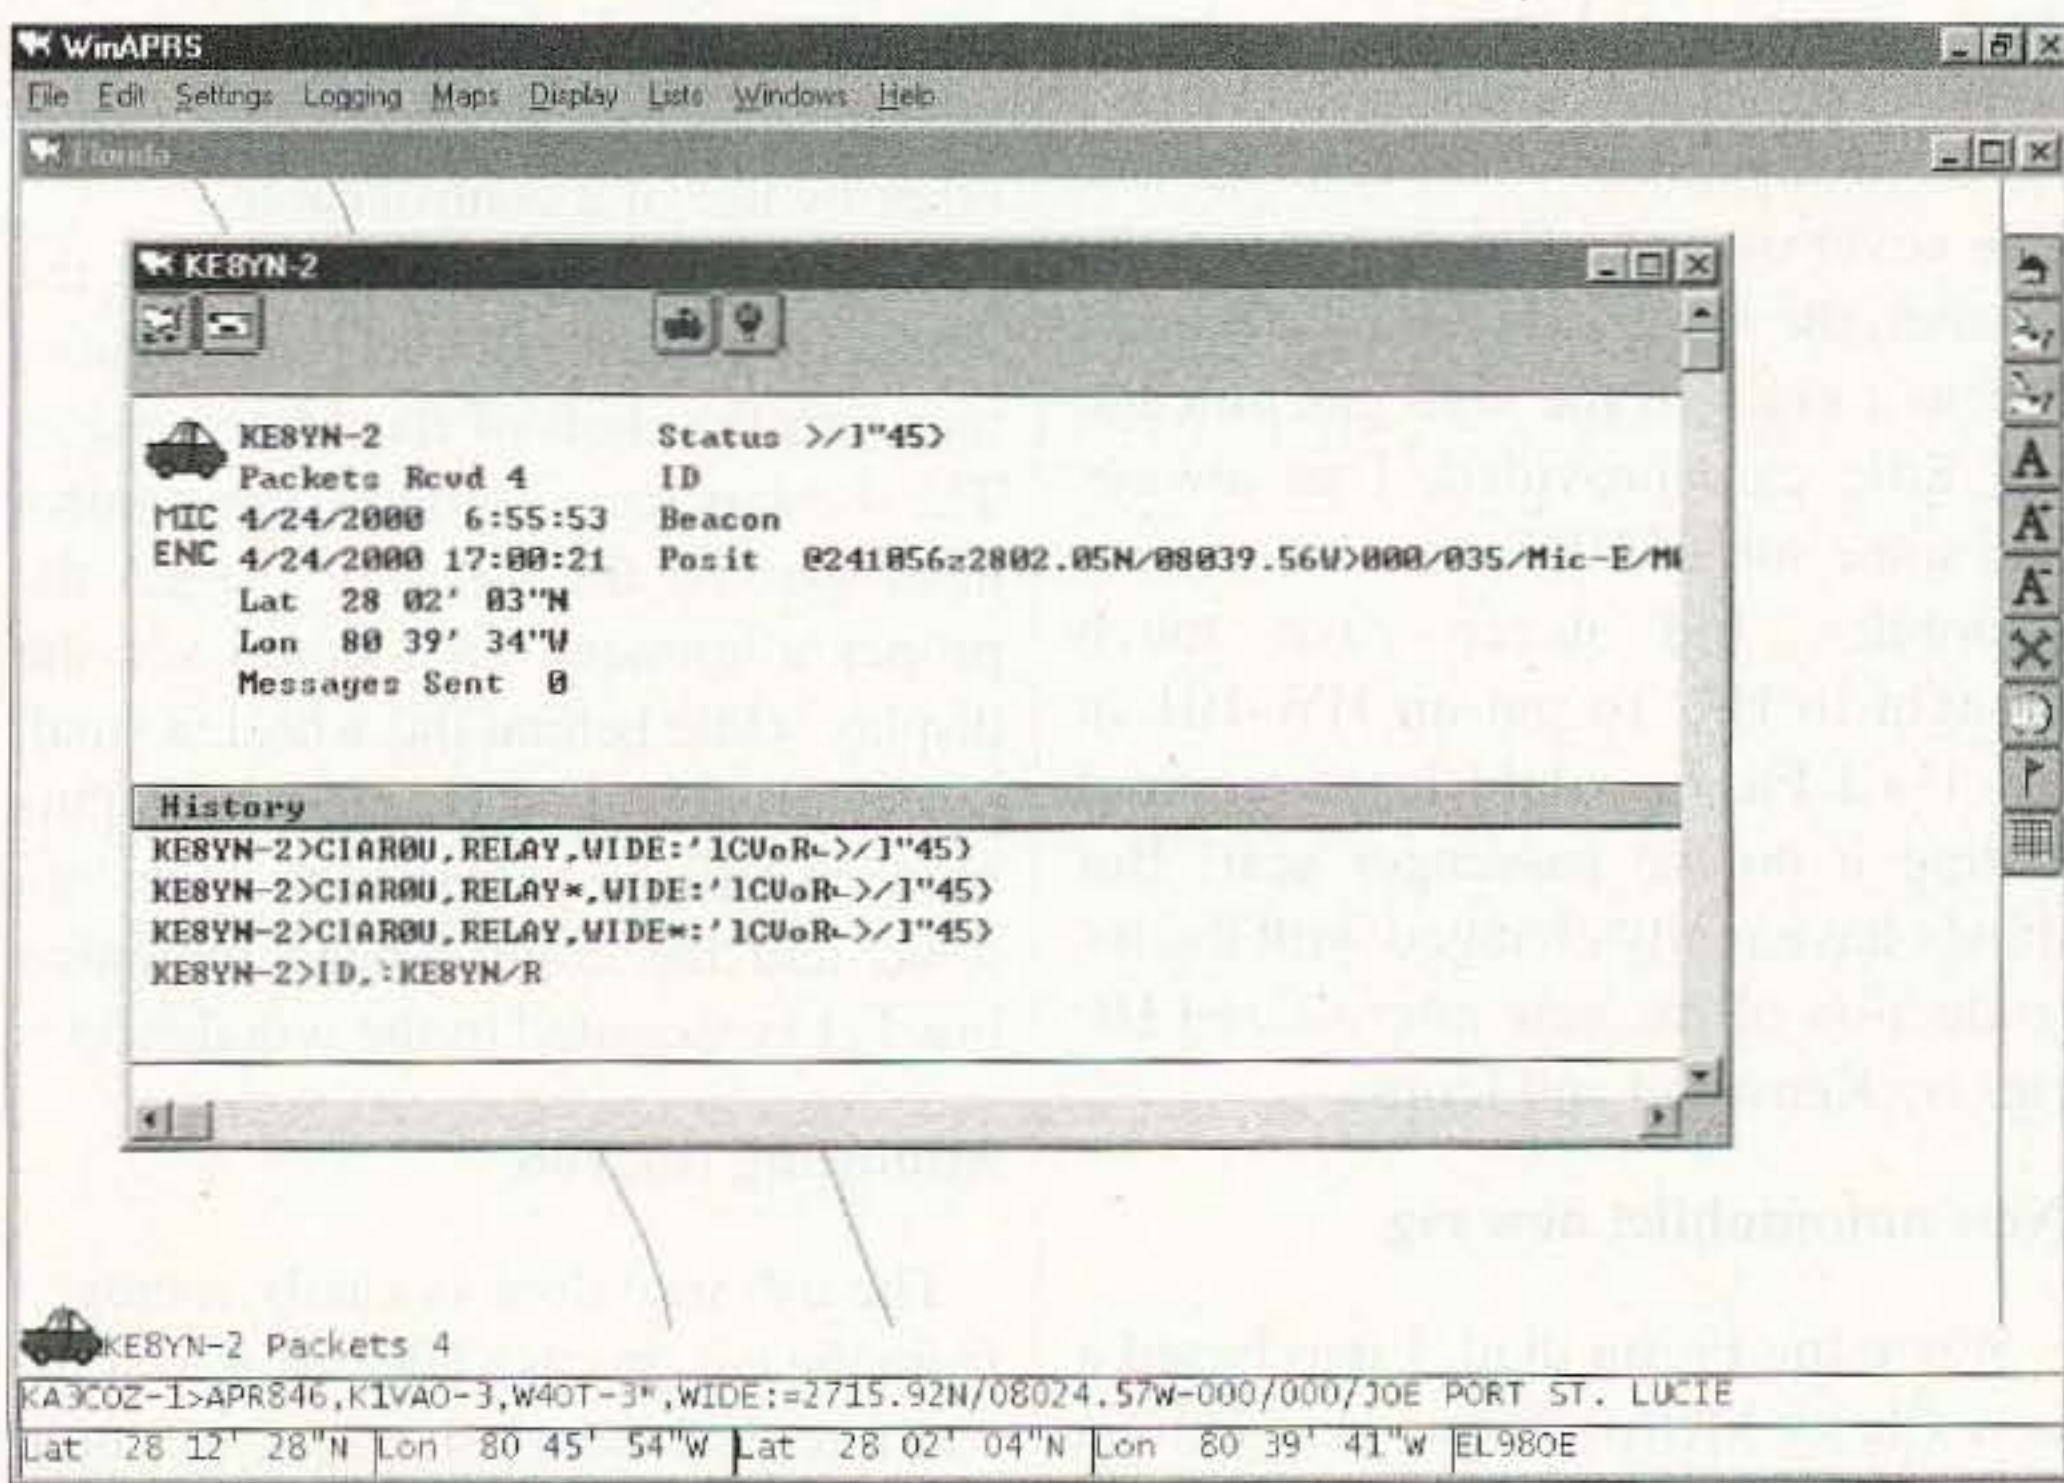 WinAPRS
File Edit Settings Logging Maps Display Lists Windows Help
Florida
KE8YN-2
KE8YN-2 Status >/]"45}
Packets Rcvd 4 ID
MIC 4/24/2000 6:55:53 Beacon
ENC 4/24/2000 17:00:21 Posit @241056z2802.05N/08039.56W>000/035/Mic-E/M0
Lat 28 02' 03"N
Lon 80 39' 34"W
Messages Sent 0
History
KE8YN-2>CIAR0U,RELAY,WIDE:'lCVoR∟>/]"45}
KE8YN-2>CIAR0U,RELAY*,WIDE:'lCVoR∟>/]"45}
KE8YN-2>CIAR0U,RELAY,WIDE*:'lCVoR∟>/]"45}
KE8YN-2>ID,:KE8YN/R
A
A+
A-
KE8YN-2 Packets 4
KA3COZ-1>APR846,K1VAO-3,W4OT-3*,WIDE:=2715.92N/08024.57W-000/000/JOE PORT ST. LUCIE
Lat 28 12' 28"N Lon 80 45' 54"W Lat 28 02' 04"N Lon 80 39' 41"W EL98OE